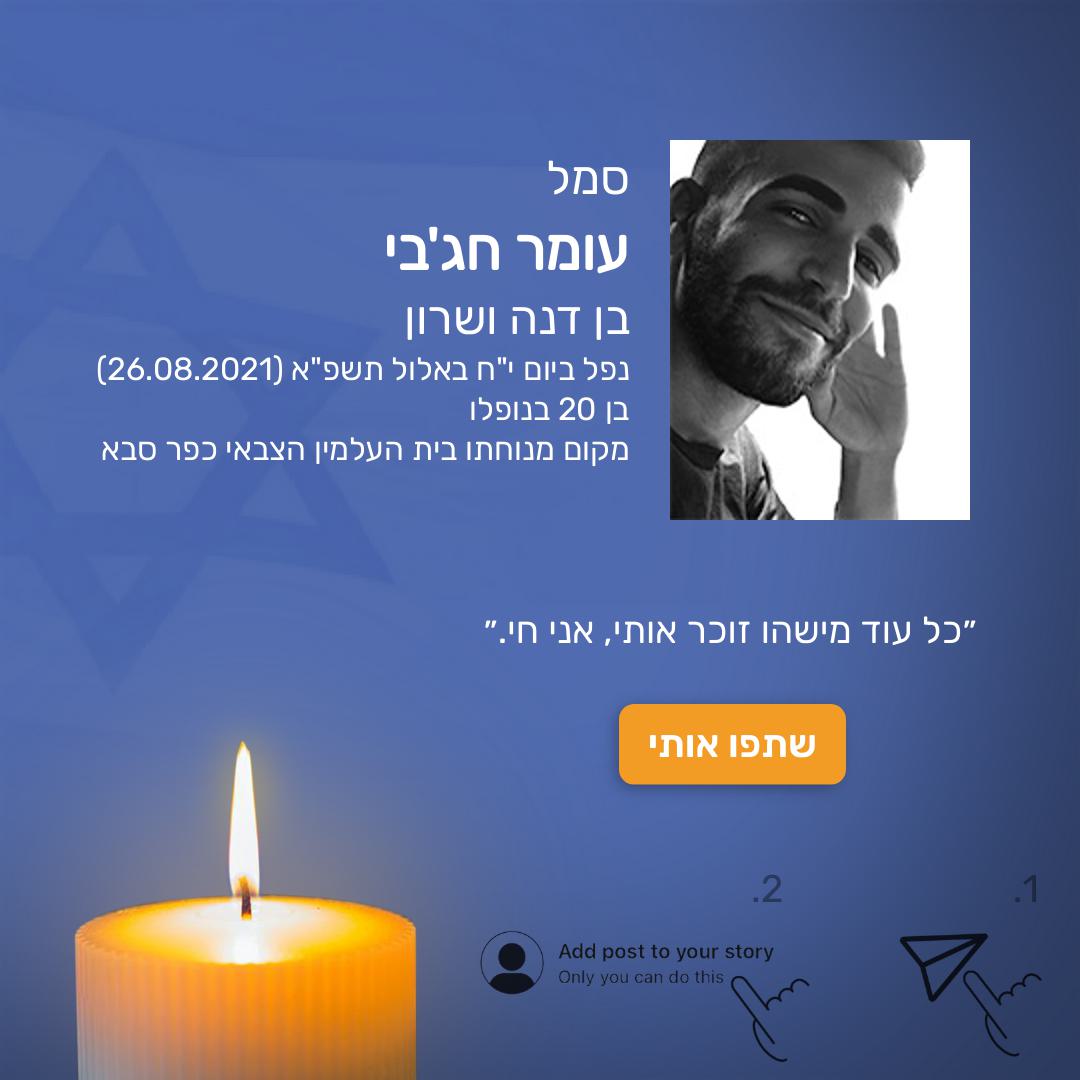 סמל
עומר חג'בי
בן דנה ושרון
נפל ביום י"ח באלול תשפ"א (26.08.2021)
בן 20 בנופלו
מקום מנוחתו בית העלמין הצבאי כפר סבא
״כל עוד מישהו זוכר אותי, אני חי.״
שתפו אותי
1.
2.
Add post to your story
Only you can do this